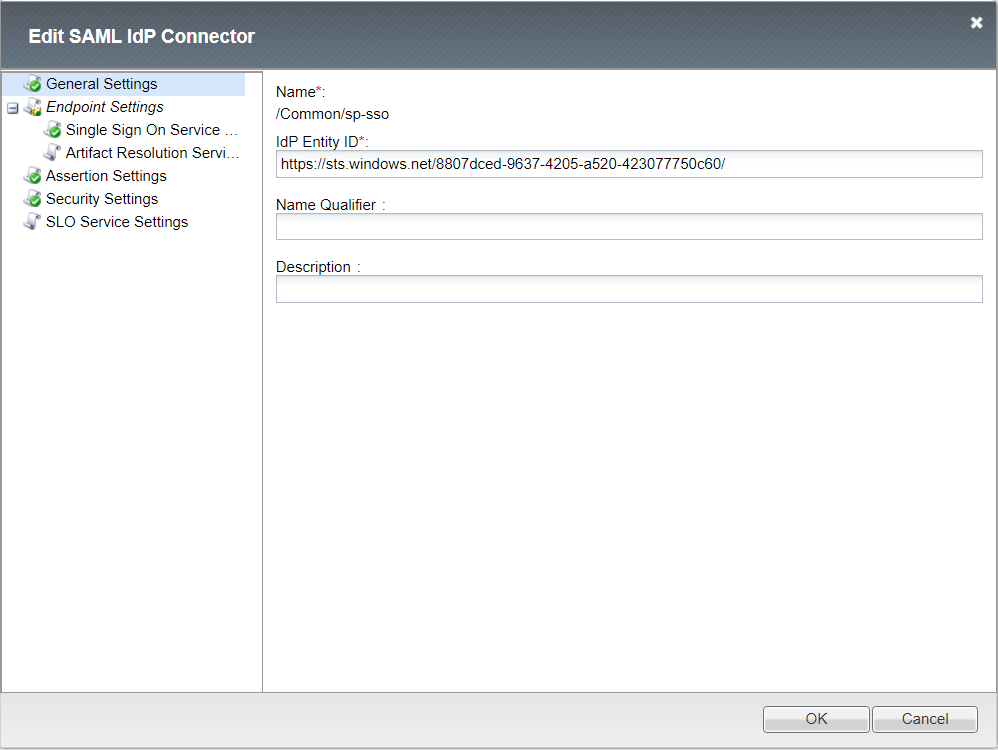 Edit SAML IdP Connector
General Settings
Endpoint Settings
Single Sign On Service ...
Artifact Resolution Servi...
Assertion Settings
Security Settings
SLO Service Settings
Name*:
/Common/sp-sso
IdP Entity ID*:
https://sts.windows.net/8807dced-9637-4205-a520-423077750c60/
Name Qualifier :
Description :
OK
Cancel